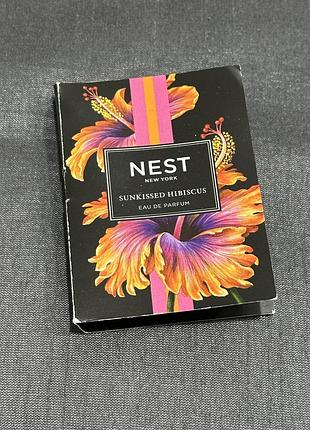 NEST
NEW YORK
SUNKISSED HIBISCUS
EAU DE PARFUM